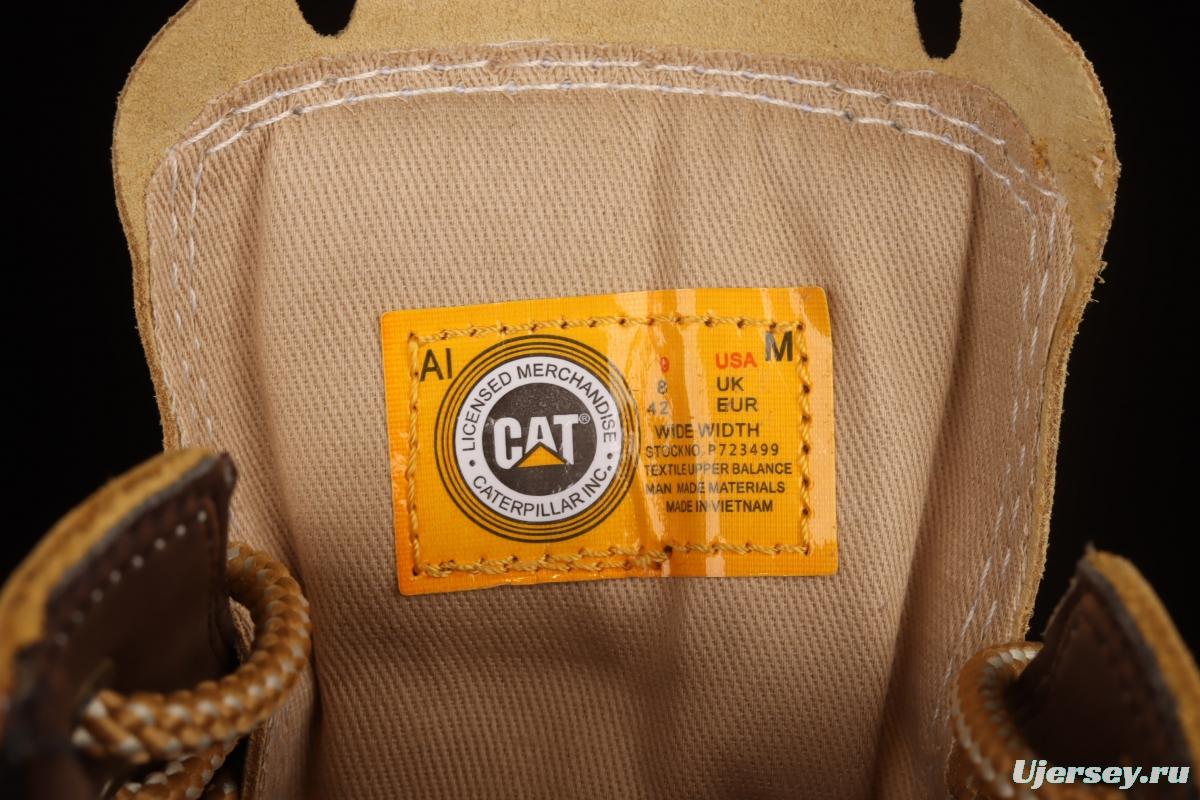 AI
LICENSED MERCHANDISE
CAT®
CATERPILLAR INC.
9 USA M
8 UK
42 EUR
WIDE WIDTH
STOCKNO. P723499
TEXTILEUPPER BALANCE
MAN MADE MATERIALS
MADE IN VIETNAM
Ujersey.ru